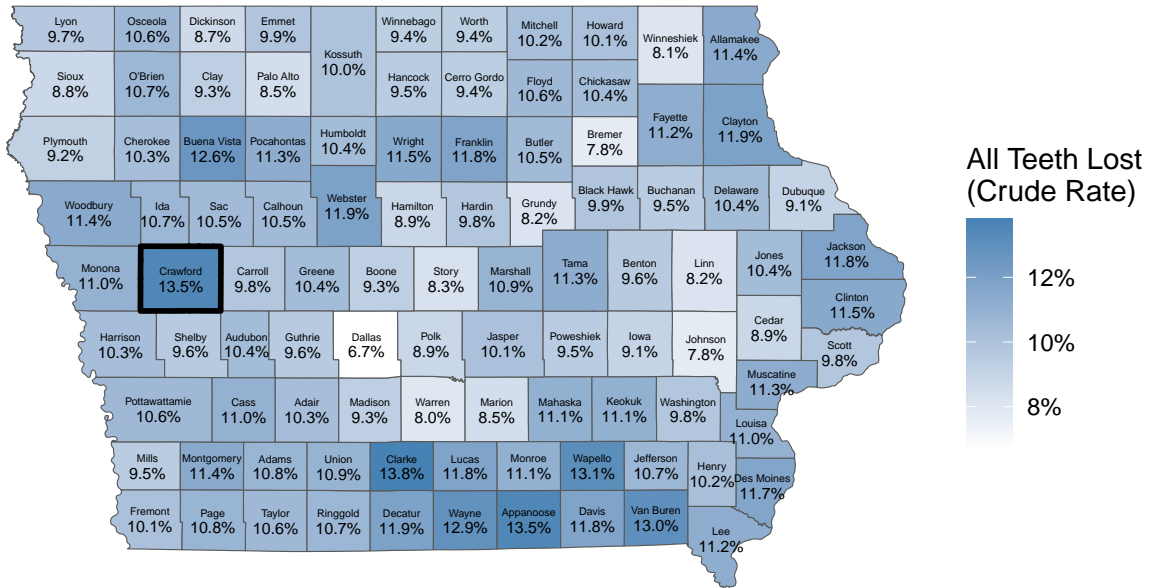 Lyon
9.7%
Osceola
10.6%
Dickinson
8.7%
Emmet
9.9%
Kossuth
10.0%
Winnebago
9.4%
Worth
9.4%
Mitchell
10.2%
Howard
10.1%
Winneshiek
8.1%
Allamakee
11.4%
Sioux
8.8%
O'Brien
10.7%
Clay
9.3%
Palo Alto
8.5%
Hancock
9.5%
Cerro Gordo
9.4%
Floyd
10.6%
Chickasaw
10.4%
Fayette
11.2%
Clayton
11.9%
Plymouth
9.2%
Cherokee
10.3%
Buena Vista
12.6%
Pocahontas
11.3%
Humboldt
10.4%
Wright
11.5%
Franklin
11.8%
Butler
10.5%
Bremer
7.8%
Woodbury
11.4%
Ida
10.7%
Sac
10.5%
Calhoun
10.5%
Webster
11.9%
Hamilton
8.9%
Hardin
9.8%
Grundy
8.2%
Black Hawk
9.9%
Buchanan
9.5%
Delaware
10.4%
Dubuque
9.1%
Monona
11.0%
Crawford
13.5%
Carroll
9.8%
Greene
10.4%
Boone
9.3%
Story
8.3%
Marshall
10.9%
Tama
11.3%
Benton
9.6%
Linn
8.2%
Jones
10.4%
Jackson
11.8%
Clinton
11.5%
Harrison
10.3%
Shelby
9.6%
Audubon
10.4%
Guthrie
9.6%
Dallas
6.7%
Polk
8.9%
Jasper
10.1%
Poweshiek
9.5%
Iowa
9.1%
Johnson
7.8%
Cedar
8.9%
Scott
9.8%
Muscatine
11.3%
Pottawattamie
10.6%
Cass
11.0%
Adair
10.3%
Madison
9.3%
Warren
8.0%
Marion
8.5%
Mahaska
11.1%
Keokuk
11.1%
Washington
9.8%
Louisa
11.0%
Mills
9.5%
Montgomery
11.4%
Adams
10.8%
Union
10.9%
Clarke
13.8%
Lucas
11.8%
Monroe
11.1%
Wapello
13.1%
Jefferson
10.7%
Henry
10.2%
Des Moines
11.7%
Fremont
10.1%
Page
10.8%
Taylor
10.6%
Ringgold
10.7%
Decatur
11.9%
Wayne
12.9%
Appanoose
13.5%
Davis
11.8%
Van Buren
13.0%
Lee
11.2%
All Teeth Lost
(Crude Rate)
12%
10%
8%